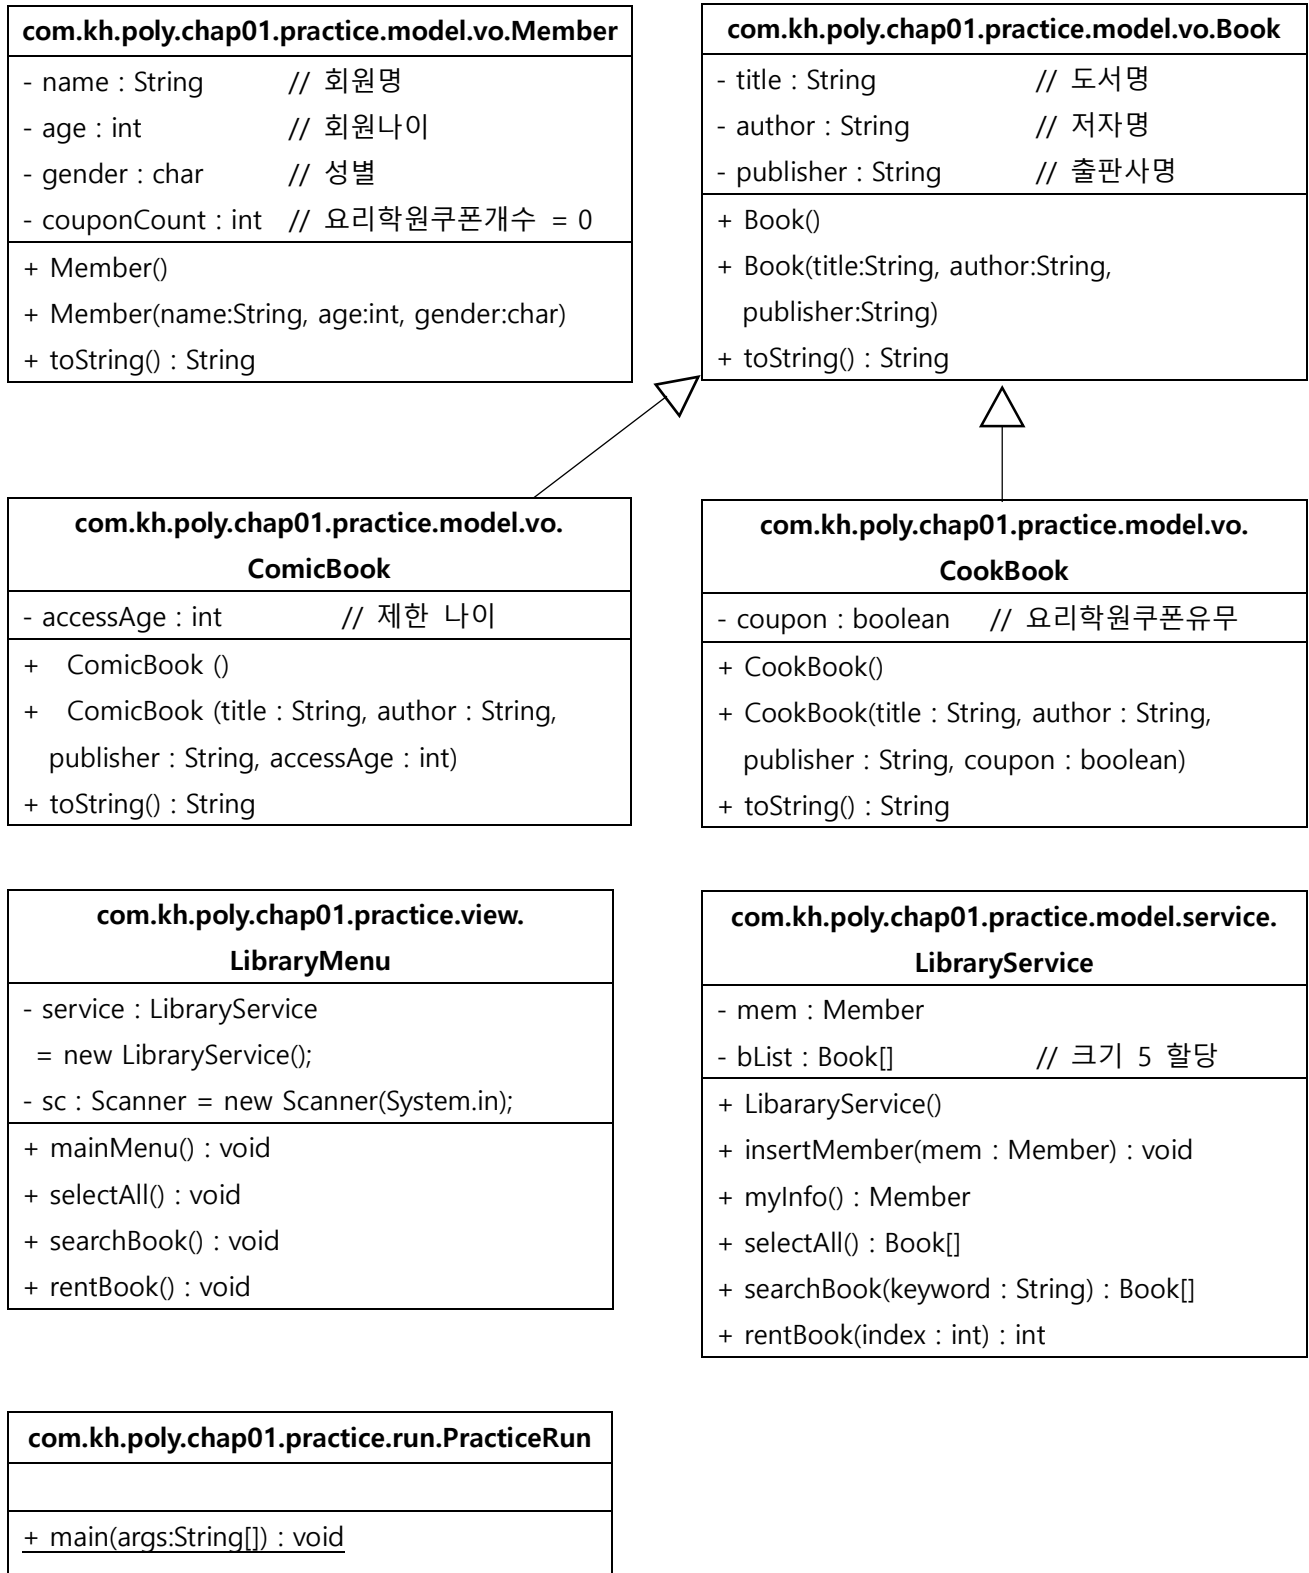 com.kh.poly.chap01.practice.model.vo.Member
- name : String // 회원명
- age : int // 회원나이
- gender : char // 성별
- couponCount : int // 요리학원쿠폰개수 = 0
+ Member()
+ Member(name:String, age:int, gender:char)
+ toString() : String
com.kh.poly.chap01.practice.model.vo.Book
- title : String // 도서명
- author : String // 저자명
- publisher : String // 출판사명
+ Book()
+ Book(title:String, author:String,
publisher:String)
+ toString() : String
com.kh.poly.chap01.practice.model.vo.
ComicBook
- accessAge : int // 제한 나이
+ ComicBook ()
+ ComicBook (title : String, author : String,
publisher : String, accessAge : int)
+ toString() : String
com.kh.poly.chap01.practice.model.vo.
CookBook
- coupon : boolean // 요리학원쿠폰유무
+ CookBook()
+ CookBook(title : String, author : String,
publisher : String, coupon : boolean)
+ toString() : String
com.kh.poly.chap01.practice.view.
LibraryMenu
- service : LibraryService
= new LibraryService();
- sc : Scanner = new Scanner(System.in);
+ mainMenu() : void
+ selectAll() : void
+ searchBook() : void
+ rentBook() : void
com.kh.poly.chap01.practice.model.service.
LibraryService
- mem : Member
- bList : Book[] // 크기 5 할당
+ LibararyService()
+ insertMember(mem : Member) : void
+ myInfo() : Member
+ selectAll() : Book[]
+ searchBook(keyword : String) : Book[]
+ rentBook(index : int) : int
com.kh.poly.chap01.practice.run.PracticeRun
+ main(args:String[]) : void